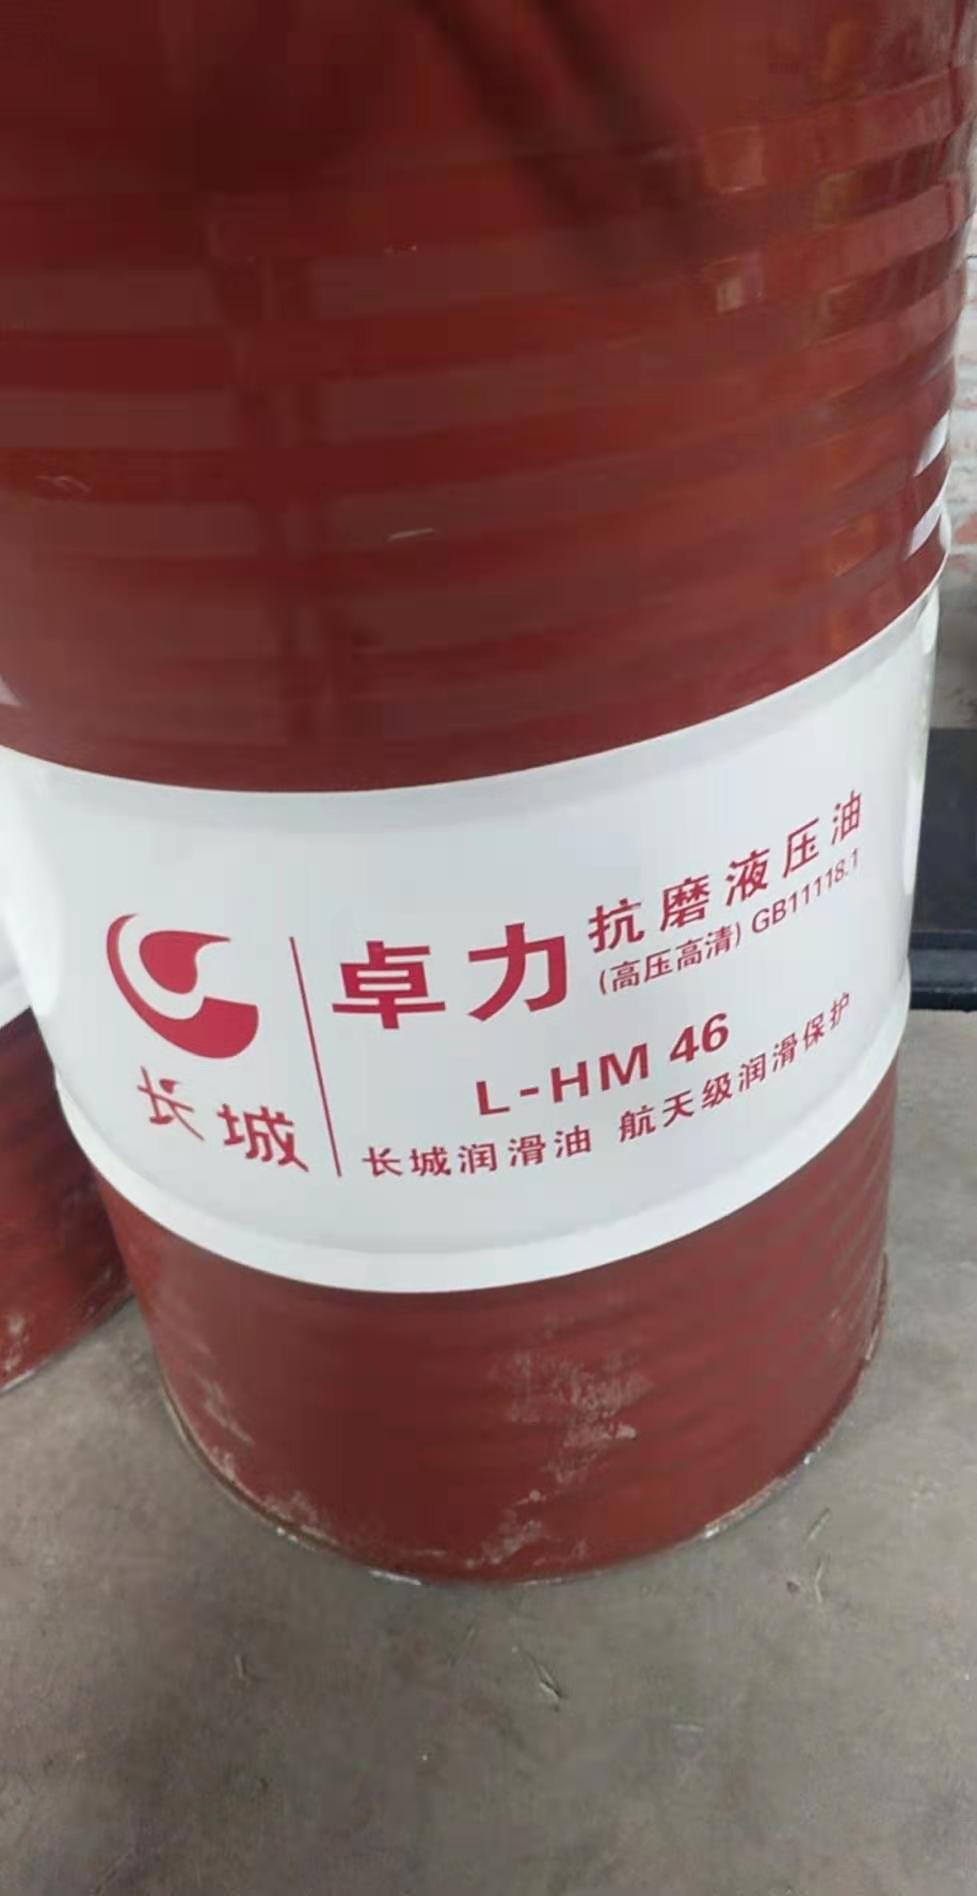 长城
卓力
抗磨液压油
(高压高清) GB11118.1
L-HM 46
长城润滑油 航天级润滑保护